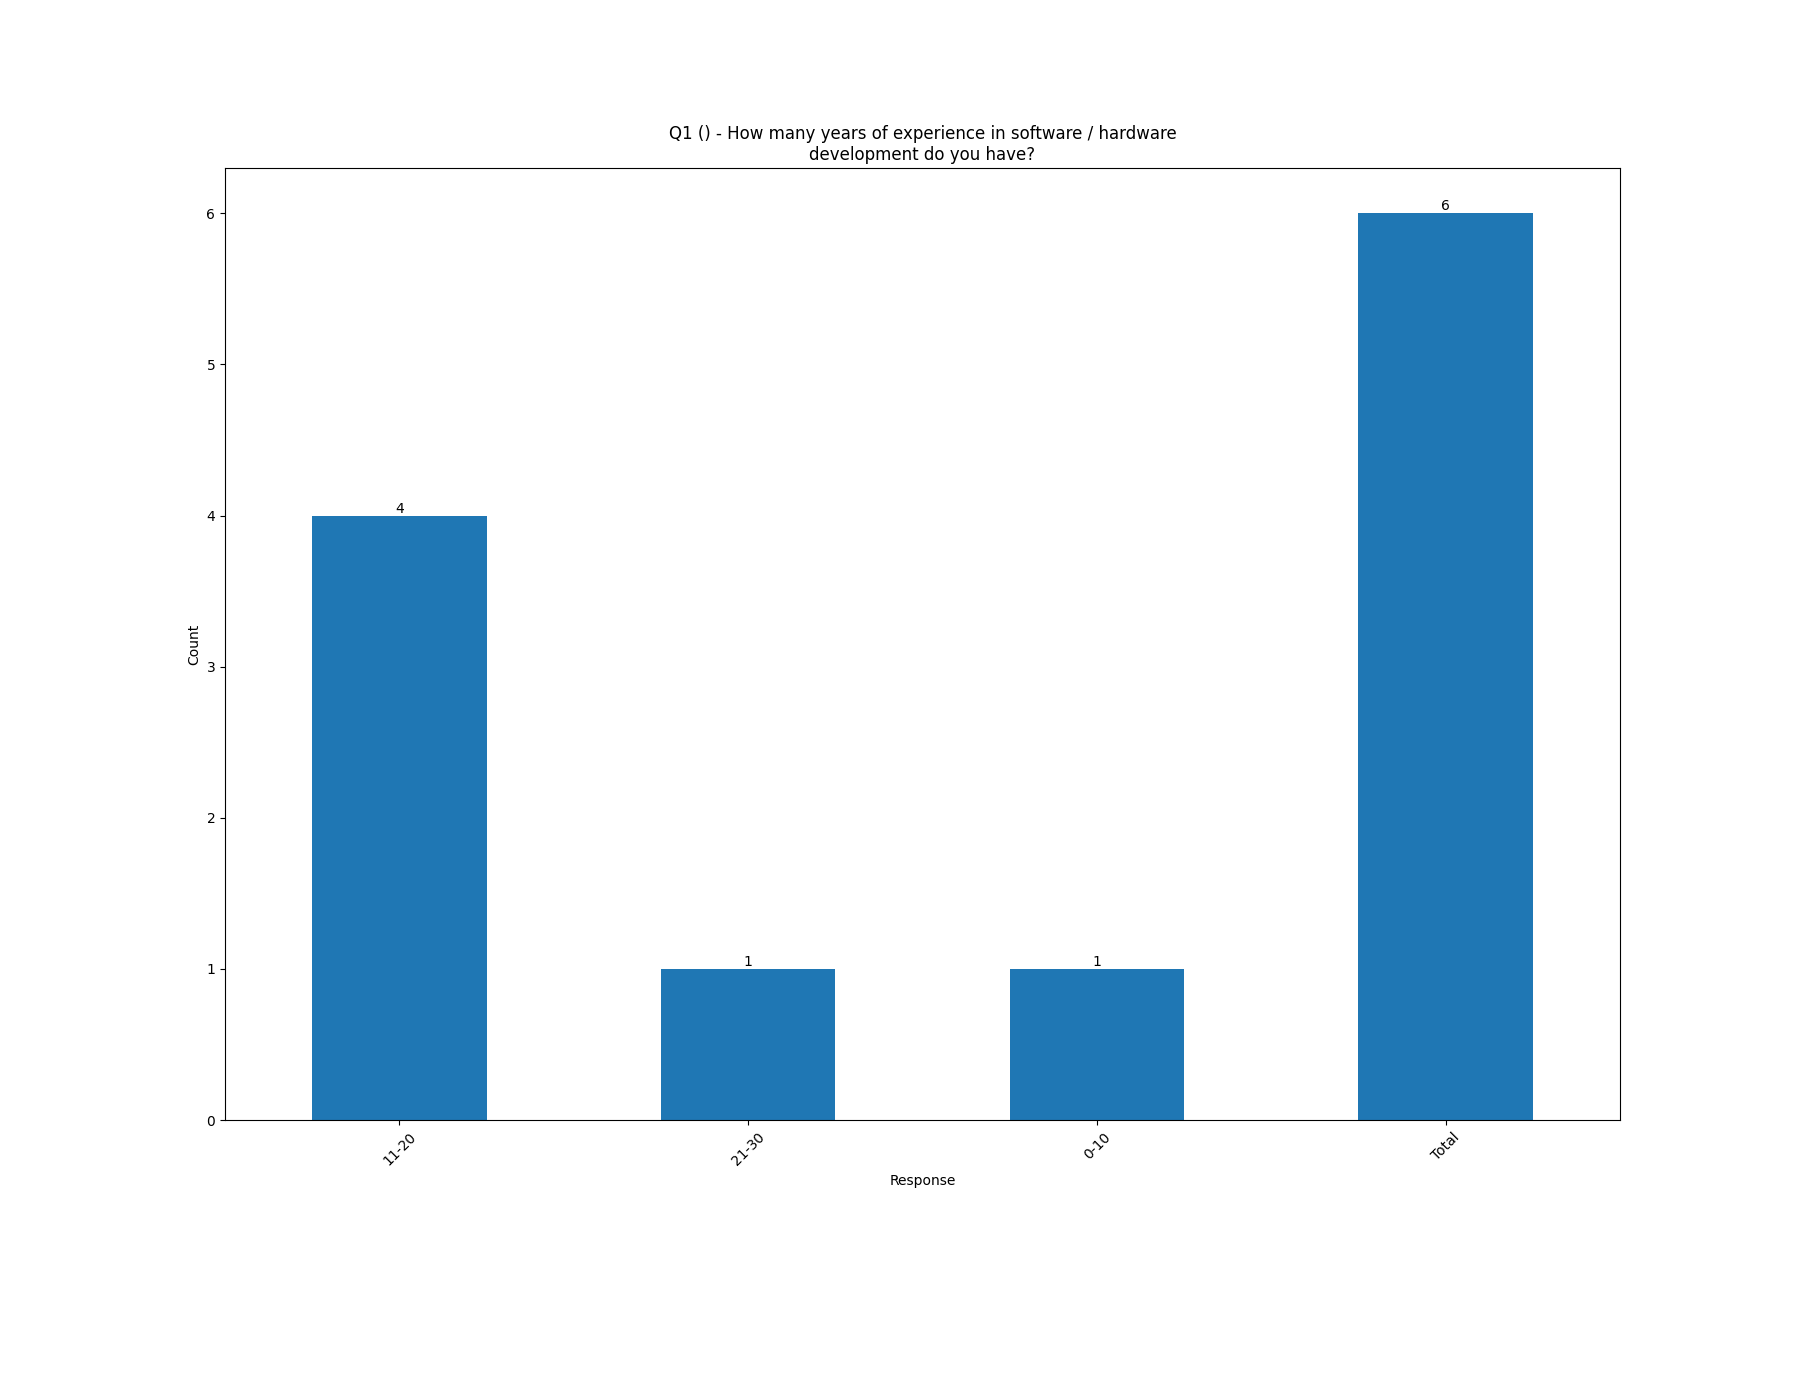 Q1 () - How many years of experience in software / hardware
development do you have?
6
5
4
3
2
1
0
Count
4
1
1
6
11-20
21-30
0-10
Total
Response